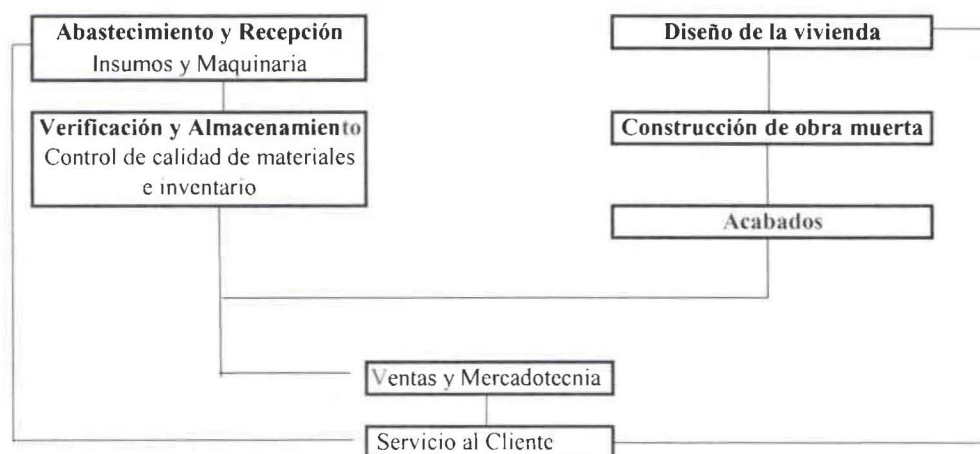 Abastecimiento y Recepción
Insumos y Maquinaria
Verificación y Almacenamiento
Control de calidad de materiales
e inventario
Diseño de la vivienda
Construcción de obra muerta
Acabados
Ventas y Mercadotecnia
Servicio al Cliente